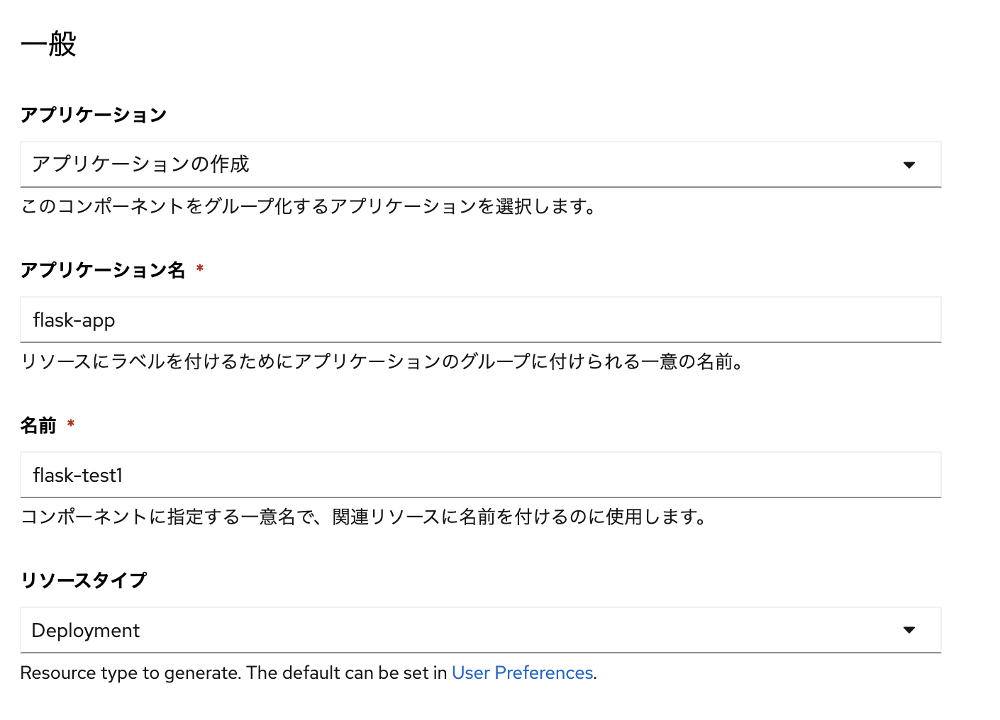 一般
アプリケーション
アプリケーションの作成
このコンポーネントをグループ化するアプリケーションを選択します。
アプリケーション名 *
flask-app
リソースにラベルを付けるためにアプリケーションのグループに付けられる一意の名前。
名前 *
flask-test1
コンポーネントに指定する一意名で、関連リソースに名前を付けるのに使用します。
リソースタイプ
Deployment
Resource type to generate. The default can be set in User Preferences.